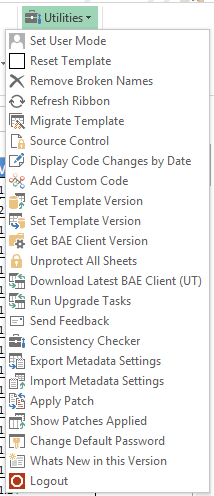 Utilities
Set User Mode
Reset Template
Remove Broken Names
Refresh Ribbon
Migrate Template
Source Control
Display Code Changes by Date
Add Custom Code
Get Template Version
Set Template Version
Get BAE Client Version
Unprotect All Sheets
Download Latest BAE Client (UT)
Run Upgrade Tasks
Send Feedback
Consistency Checker
Export Metadata Settings
Import Metadata Settings
Apply Patch
Show Patches Applied
Change Default Password
Whats New in this Version
Logout